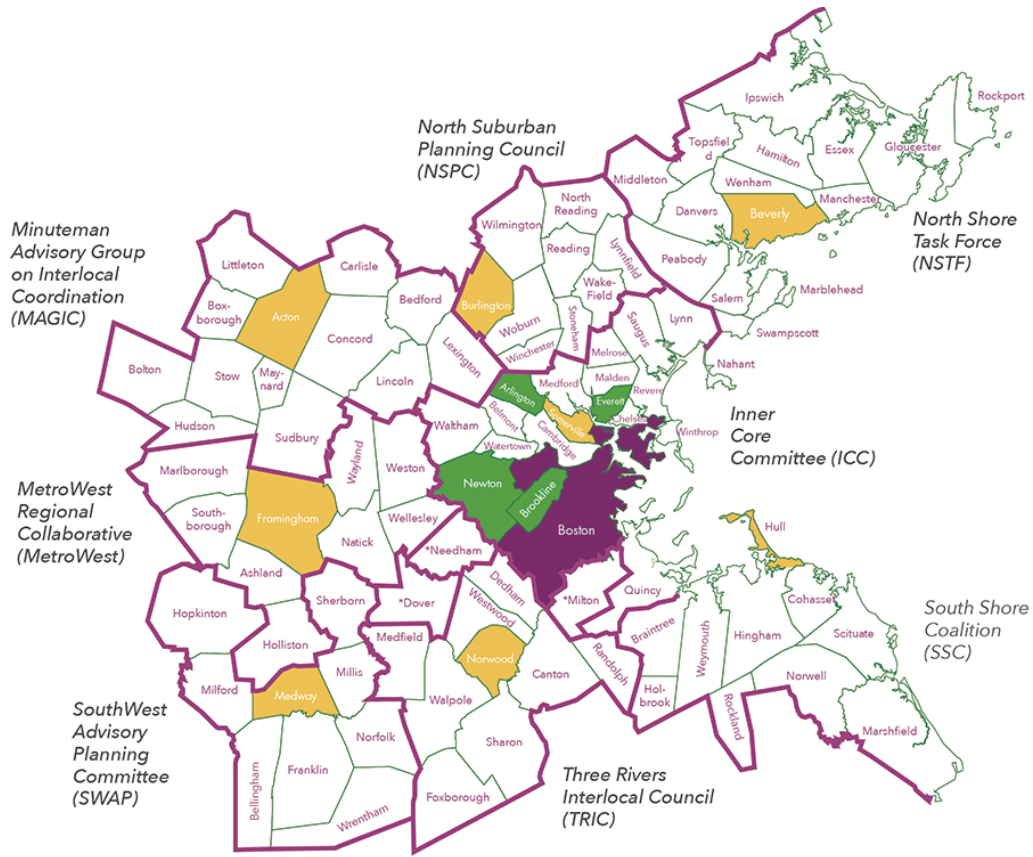 Rockport
Ipswich
North Suburban
Planning Council
(NSPC)
Topsfiel
d
Essex
Gloucester
Hamilton
Middleton
Wenham
Manchester
North
Reading
Danvers
Beverly
North Shore
Task Force
(NSTF)
Wilmington
Minuteman
Advisory Group
on Interlocal
Coordination
(MAGIC)
Reading
Lynnfield
Peabody
Littleton
Carlisle
Wake-
Field
Marblehead
Bedford
Salem
Box-
borough
Burlington
Acton
Woburn
Stoneham
Saugus
Lynn
Swampscott
Concord
Lexington
Winchester
Melrose
Nahant
Bolton
Stow
May-
nard
Lincoln
Arlington
Medford
Malden
Everett
Revere
Hudson
Belmont
Somerville
Chelsea
Inner
Core
Committee (ICC)
Sudbury
Waltham
Cambridge
Winthrop
Watertown
Wayland
Marlborough
Weston
MetroWest
Regional
Collaborative
(MetroWest)
Newton
Brookline
South-
borough
Framingham
Wellesley
Boston
Hull
Natick
*Needham
Ashland
Dedham
Hopkinton
Sherborn
*Dover
Westwood
*Milton
Quincy
Cohasset
South Shore
Coalition
(SSC)
Holliston
Medfield
Norwood
Braintree
Weymouth
Hingham
Scituate
Randolph
Milford
Medway
Millis
Canton
Norwell
Walpole
Hol-
brook
SouthWest
Advisory
Planning
Committee
(SWAP)
Rockland
Norfolk
Sharon
Marshfield
Franklin
Bellingham
Foxborough
Three Rivers
Interlocal Council
(TRIC)
Wrentham